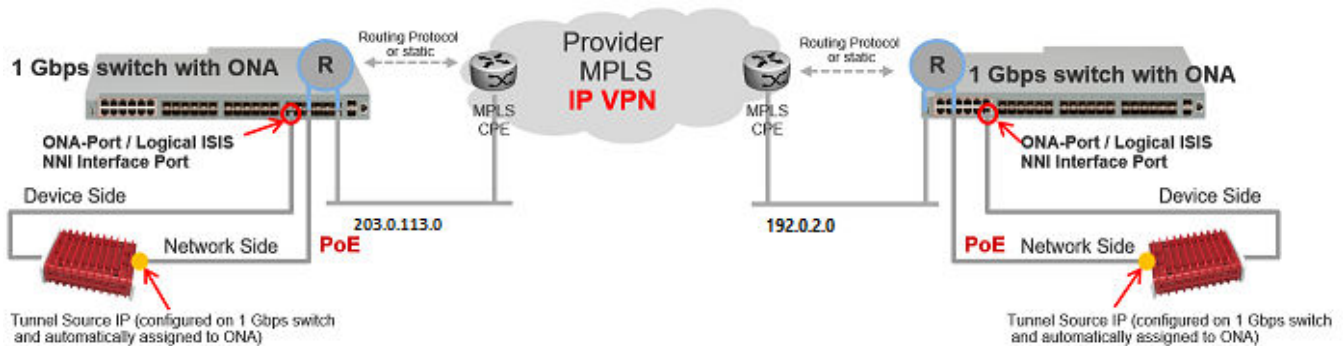 1 Gbps switch with ONA
R
Routing Protocol
or static
MPLS
CPE
Provider
MPLS
IP VPN
MPLS
CPE
Routing Protocol
or static
R
1 Gbps switch with ONA
ONA-Port / Logical ISIS
NNI Interface Port
ONA-Port / Logical ISIS
NNI Interface Port
Device Side
Device Side
203.0.113.0
192.0.2.0
Network Side
PoE
PoE
Network Side
Tunnel Source IP (configured on 1 Gbps switch
and automatically assigned to ONA)
Tunnel Source IP (configured on 1 Gbps switch
and automatically assigned to ONA)